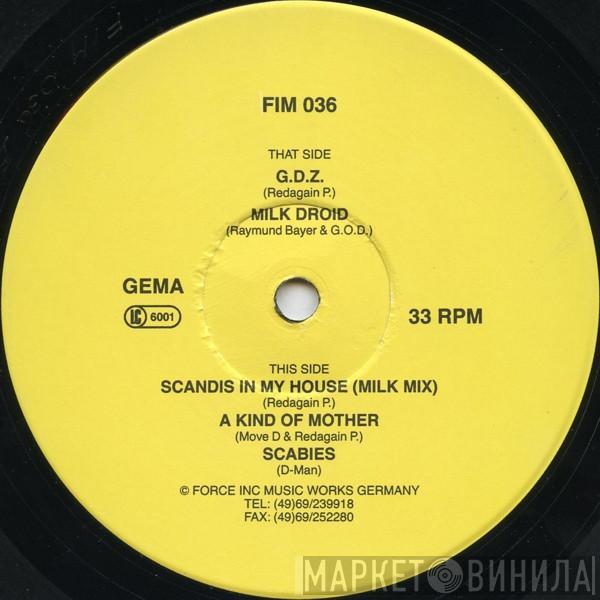 FIM 036
THAT SIDE
G.D.Z.
(Redagain P.)
MILK DROID
(Raymund Bayer & G.O.D.)
GEMA
LC 6001
33 RPM
THIS SIDE
SCANDIS IN MY HOUSE (MILK MIX)
(Redagain P.)
A KIND OF MOTHER
(Move D & Redagain P.)
SCABIES
(D-Man)
© FORCE INC MUSIC WORKS GERMANY
TEL: (49)69/239918
FAX: (49)69/252280
МАРКЕТ ВИНИЛА